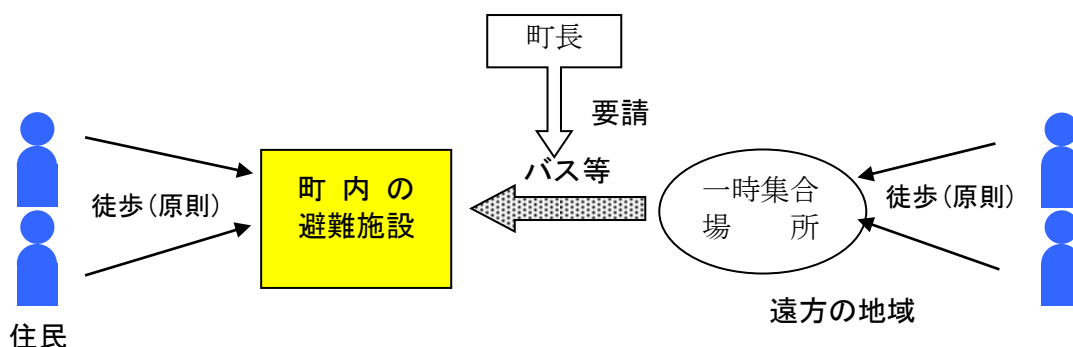 町長
要請
バス等
徒歩(原則)
町内の
避難施設
一時集合
場　所
徒歩(原則)
遠方の地域
住民